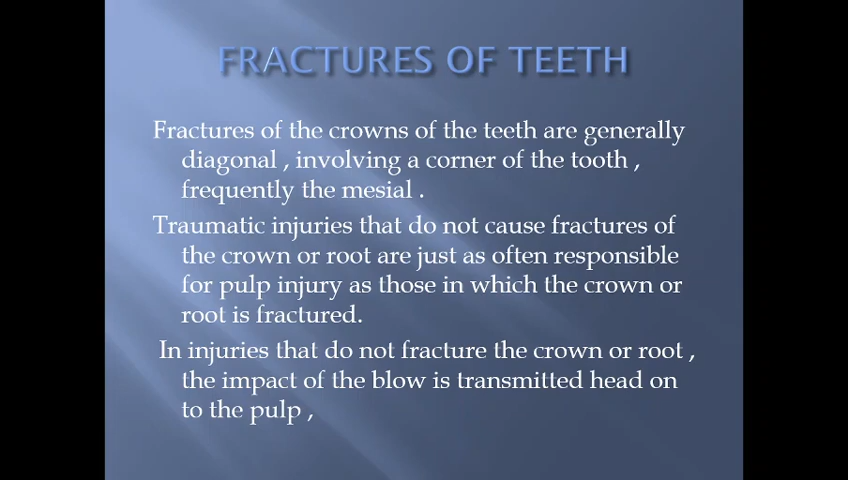 FRACTURES OF TEETH
Fractures of the crowns of the teeth are generally
diagonal , involving a corner of the tooth ,
frequently the mesial .
Traumatic injuries that do not cause fractures of
the crown or root are just as often responsible
for pulp injury as those in which the crown or
root is fractured.
In injuries that do not fracture the crown or root ,
the impact of the blow is transmitted head on
to the pulp ,